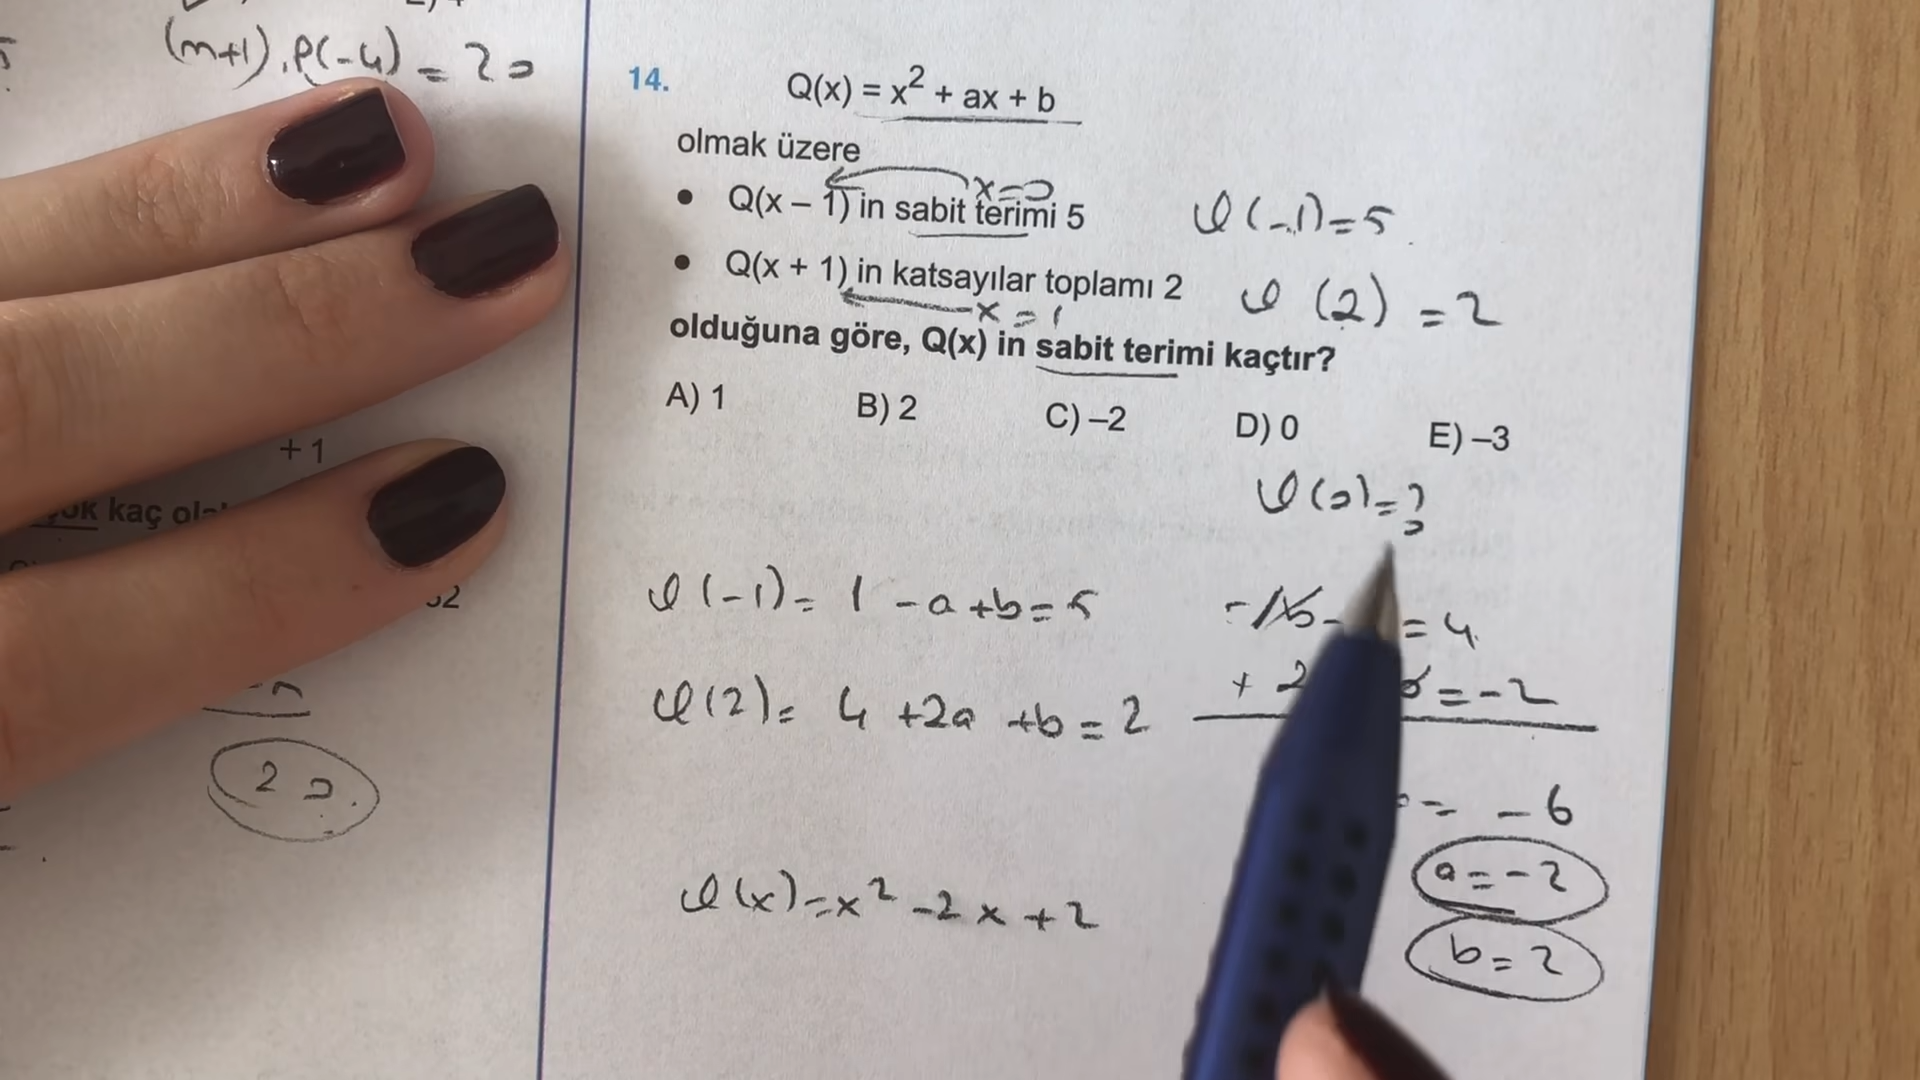 (m+1).P(-4) = 20
+1
kaç
14.
Q(x) = x² + ax + b
olmak üzere
x=0
• Q(x – 1) in sabit terimi 5
Q(-1)=5
• Q(x + 1) in katsayılar toplamı 2
Q(2) = 2
x = 1
olduğuna göre, Q(x) in sabit terimi kaçtır?
A) 1 B) 2 C) –2 D) 0 E) –3
Q(0)=?
Q(-1)= 1 -a +b = 5
= 4
Q(2)= 4 +2a +b = 2
+ 2 = -2
= -6
a = -2
Q(x)=x² -2x +2
b = 2
20